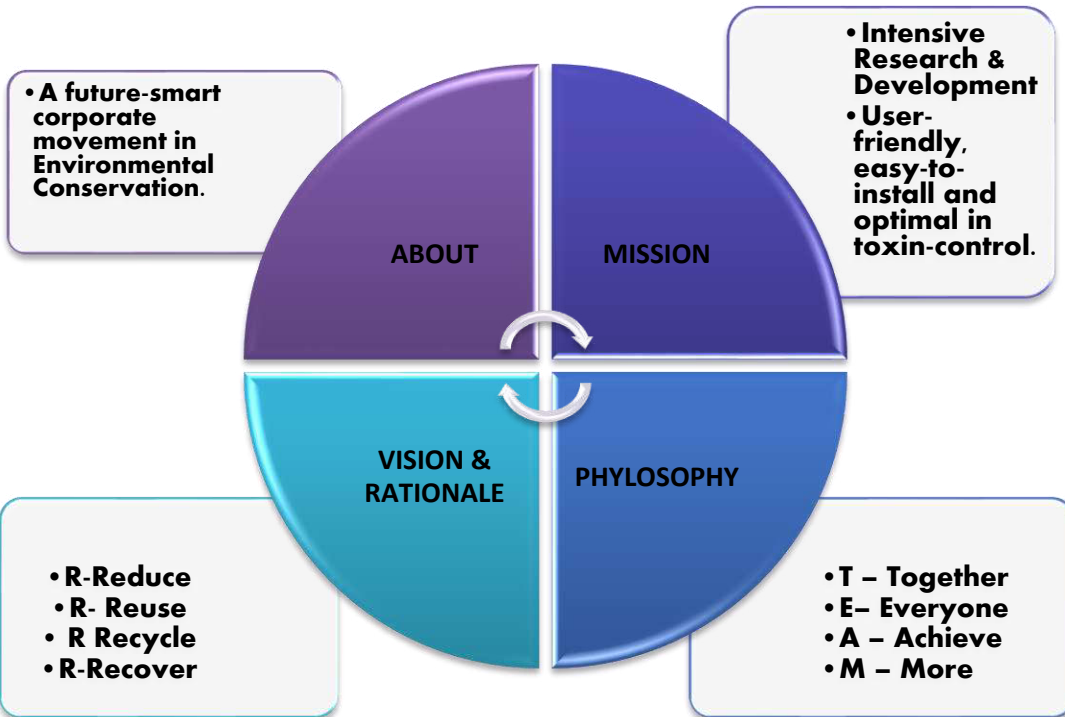 • A future-smart
corporate
movement in
Environmental
Conservation.
• Intensive
Research &
Development
• User-
friendly,
easy-to-
install and
optimal in
toxin-control.
ABOUT
MISSION
VISION &
RATIONALE
PHYLOSOPHY
• R-Reduce
• R- Reuse
• R Recycle
• R-Recover
• T – Together
• E– Everyone
• A – Achieve
• M – More